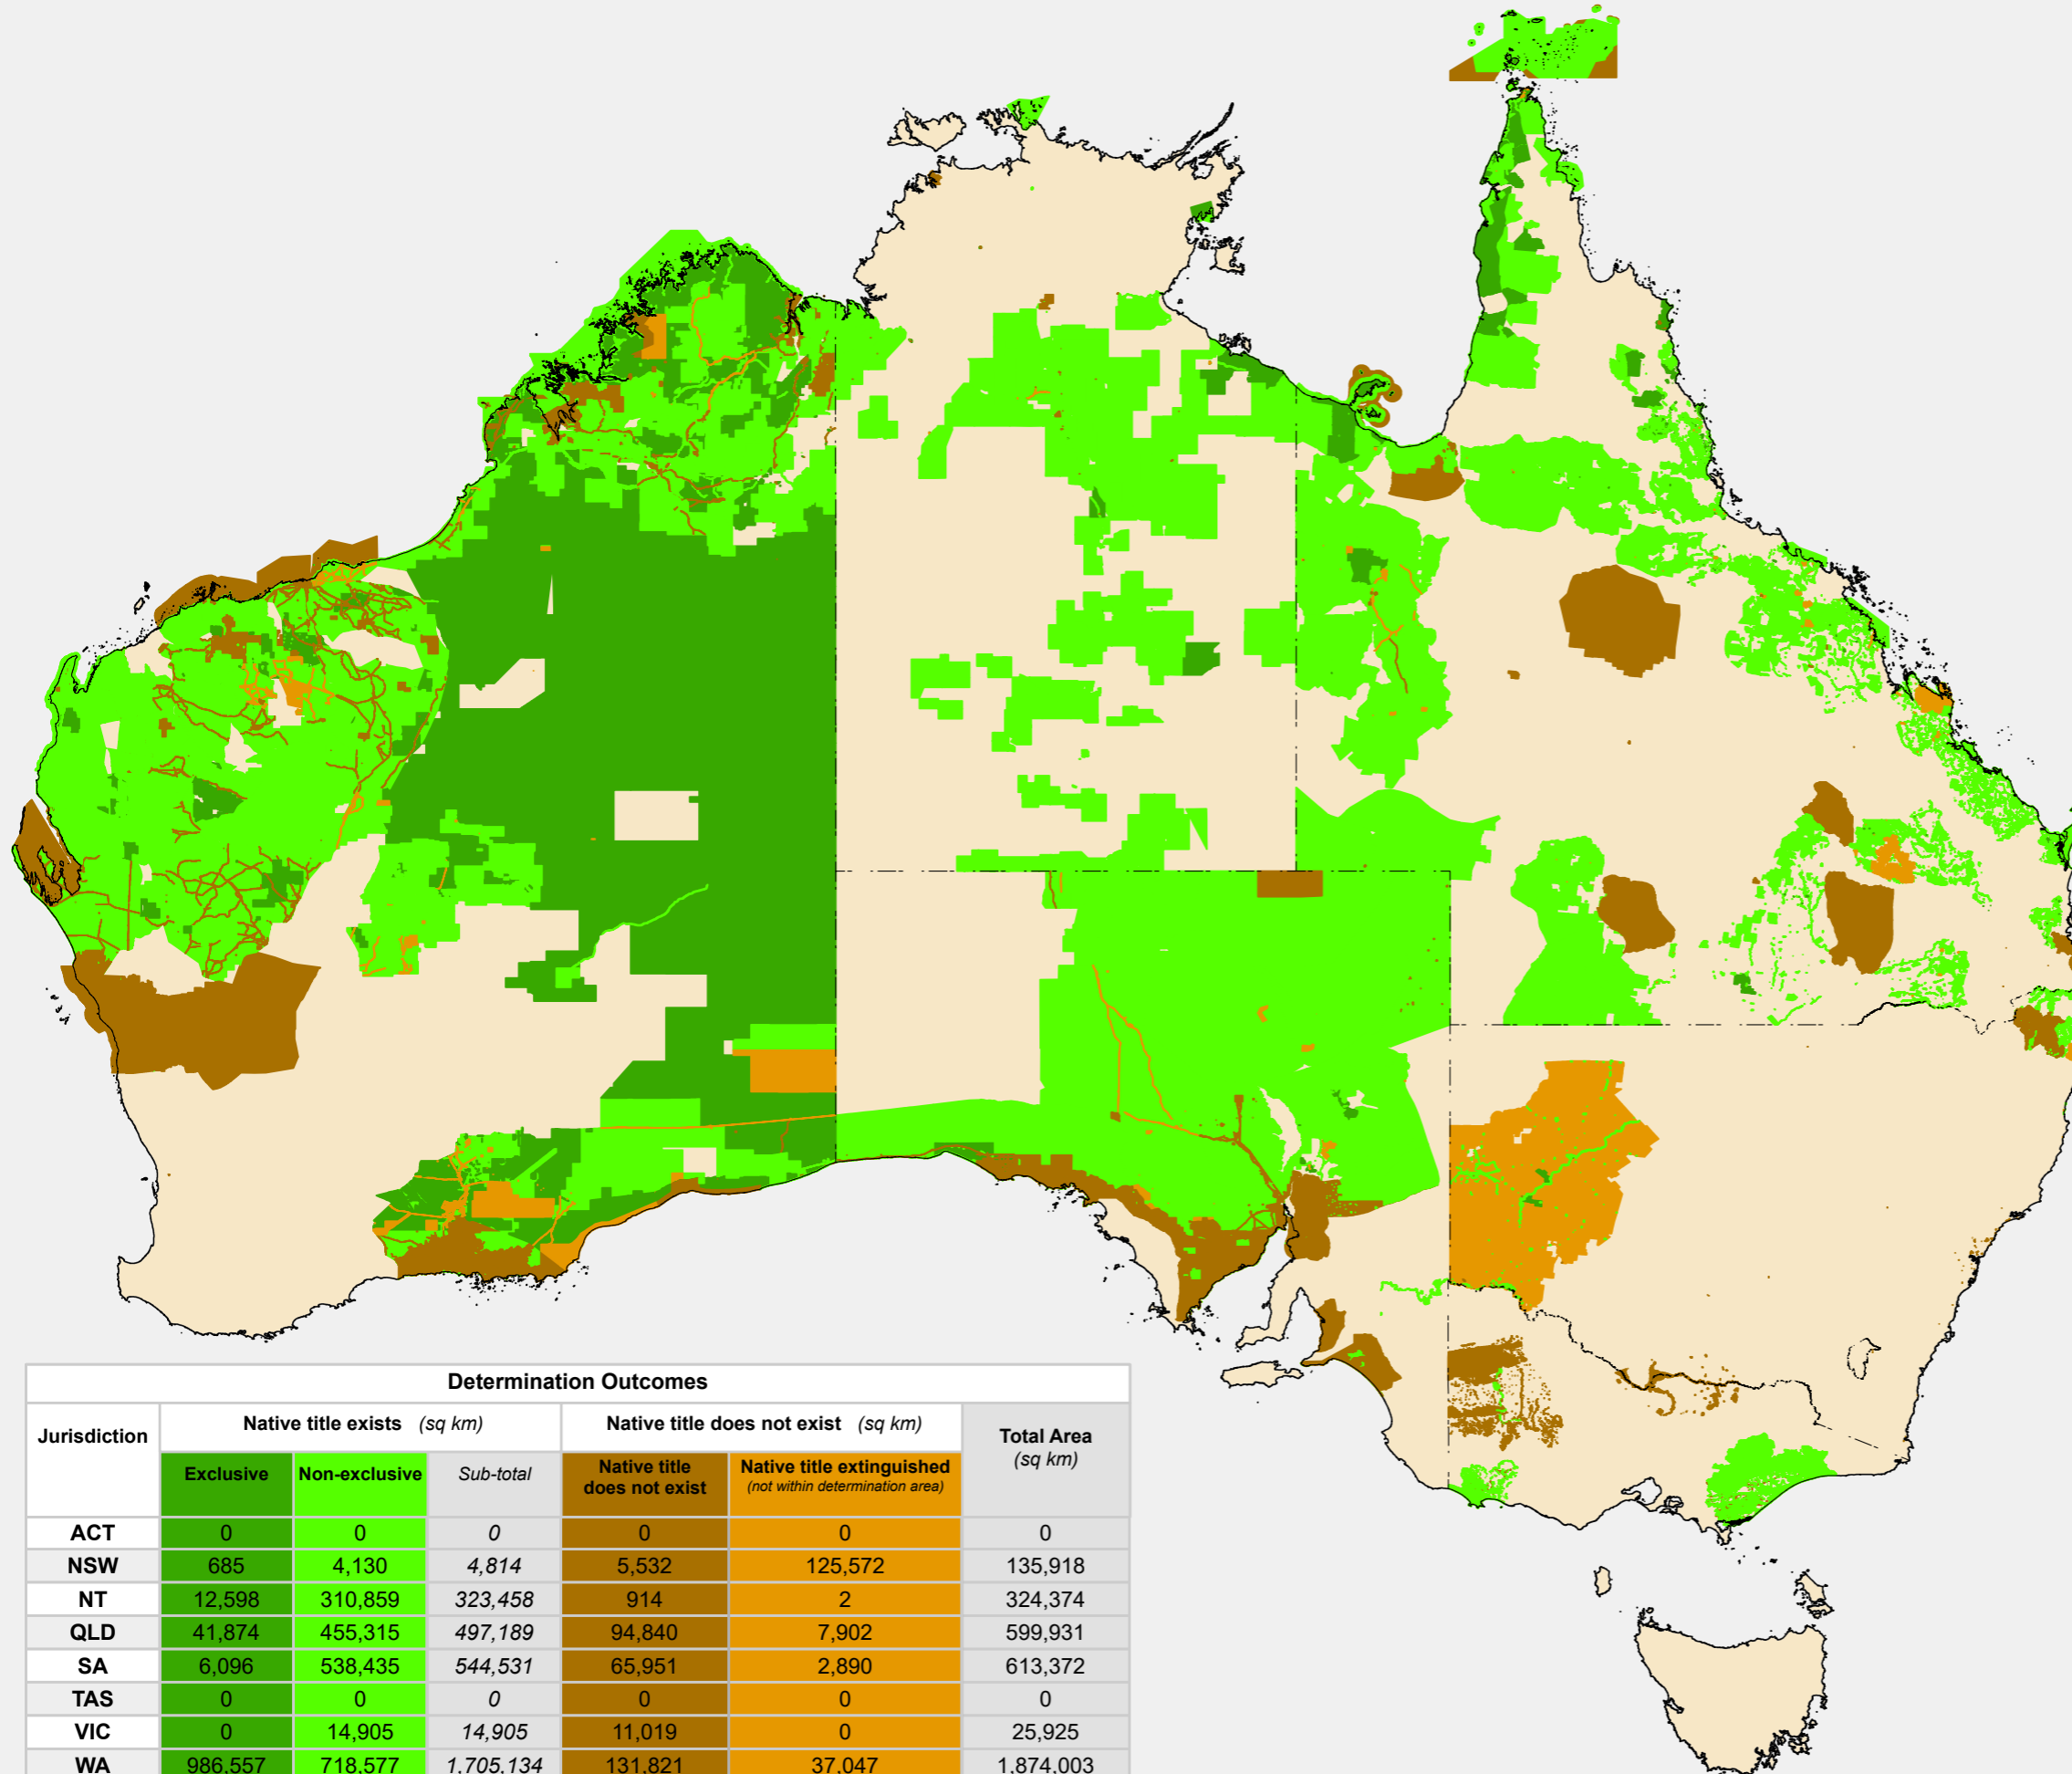 Determination Outcomes
Jurisdiction Native title exists (sq km) Native title does not exist (sq km) Total Area (sq km)
Exclusive Non-exclusive Sub-total Native title does not exist Native title extinguished (not within determination area)
ACT 0 0 0 0 0 0
NSW 685 4,130 4,814 5,532 125,572 135,918
NT 12,598 310,859 323,458 914 2 324,374
QLD 41,874 455,315 497,189 94,840 7,902 599,931
SA 6,096 538,435 544,531 65,951 2,890 613,372
TAS 0 0 0 0 0 0
VIC 0 14,905 14,905 11,019 0 25,925
WA 986,557 718,577 1,705,134 131,821 37,047 1,874,003